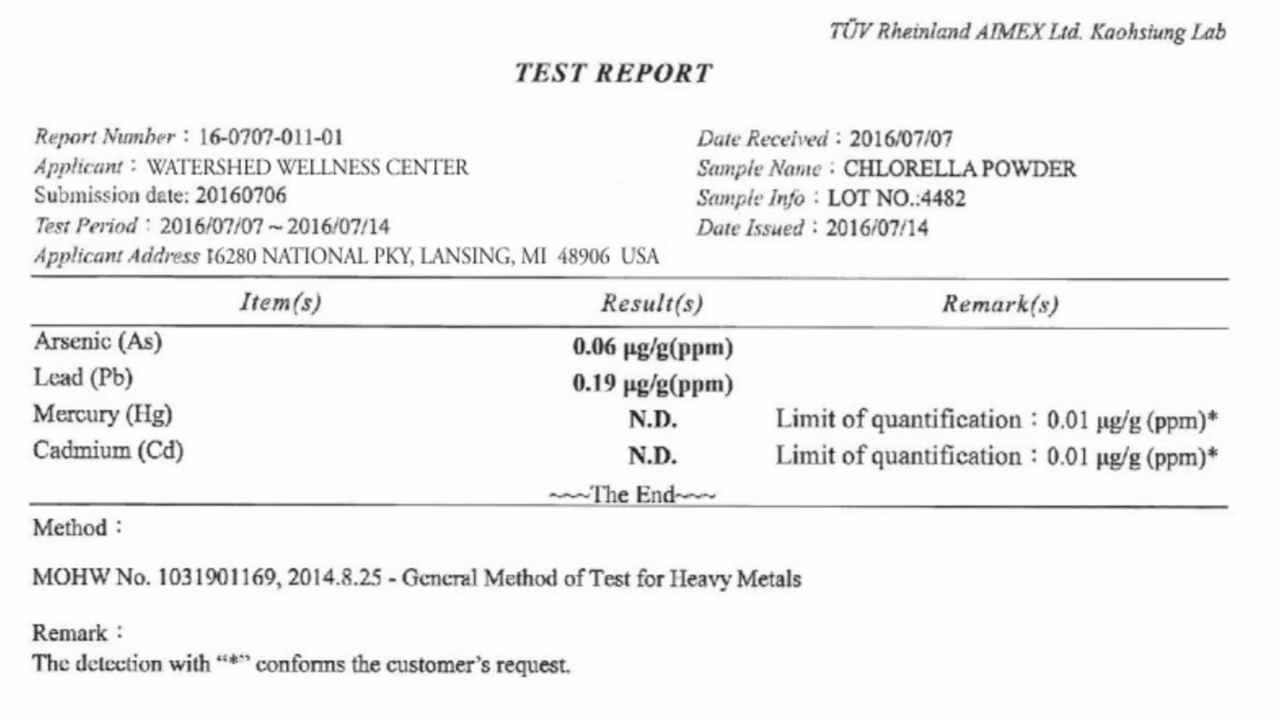 TÜV Rheinland AIMEX Ltd. Kaohsiung Lab
TEST REPORT
Report Number : 16-0707-011-01
Date Received : 2016/07/07
Applicant : WATERSHED WELLNESS CENTER
Sample Name : CHLORELLA POWDER
Submission date: 20160706
Sample Info : LOT NO.:4482
Test Period : 2016/07/07 ~ 2016/07/14
Date Issued : 2016/07/14
Applicant Address 16280 NATIONAL PKY, LANSING, MI 48906 USA
Item(s) Result(s) Remark(s)
Arsenic (As) 0.06 µg/g(ppm)
Lead (Pb) 0.19 µg/g(ppm)
Mercury (Hg) N.D. Limit of quantification : 0.01 µg/g (ppm)*
Cadmium (Cd) N.D. Limit of quantification : 0.01 µg/g (ppm)*
~~~The End~~~
Method :
MOHW No. 1031901169, 2014.8.25 - General Method of Test for Heavy Metals
Remark :
The detection with “*” conforms the customer’s request.